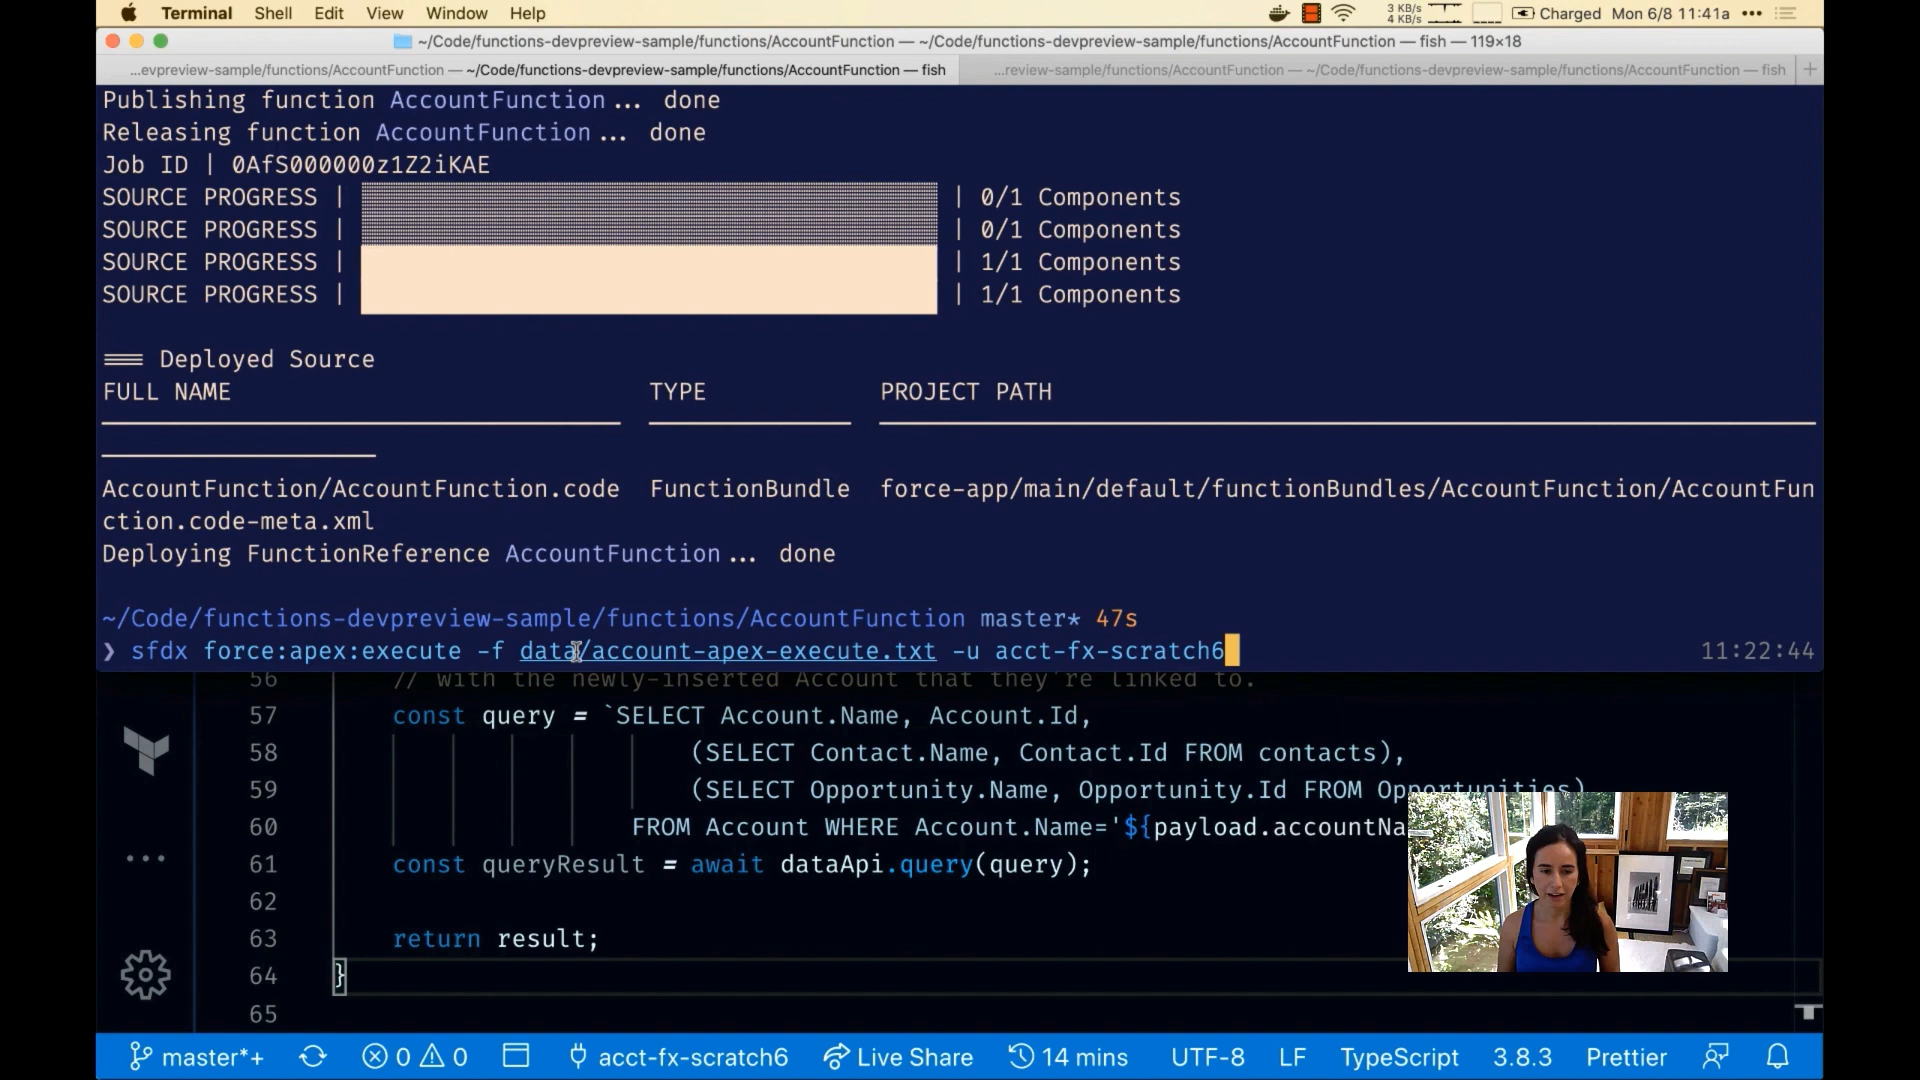 Terminal Shell Edit View Window Help 3 KB/s 4 KB/s Charged Mon 6/8 11:41a
~/Code/functions-devpreview-sample/functions/AccountFunction — ~/Code/functions-devpreview-sample/functions/AccountFunction — fish — 119×18
...evpreview-sample/functions/AccountFunction — ~/Code/functions-devpreview-sample/functions/AccountFunction — fish ...review-sample/functions/AccountFunction — ~/Code/functions-devpreview-sample/functions/AccountFunction — fish +
Publishing function AccountFunction... done
Releasing function AccountFunction... done
Job ID | 0AfS000000z1Z2iKAE
SOURCE PROGRESS | | 0/1 Components
SOURCE PROGRESS | | 0/1 Components
SOURCE PROGRESS | | 1/1 Components
SOURCE PROGRESS | | 1/1 Components
=== Deployed Source
FULL NAME TYPE PROJECT PATH
AccountFunction/AccountFunction.code FunctionBundle force-app/main/default/functionBundles/AccountFunction/AccountFun
ction.code-meta.xml
Deploying FunctionReference AccountFunction... done
~/Code/functions-devpreview-sample/functions/AccountFunction master* 47s
❯ sfdx force:apex:execute -f data/account-apex-execute.txt -u acct-fx-scratch6 11:22:44
56 // with the newly-inserted Account that they're linked to.
57 const query = `SELECT Account.Name, Account.Id,
58 (SELECT Contact.Name, Contact.Id FROM contacts),
59 (SELECT Opportunity.Name, Opportunity.Id FROM Opportunities)
60 FROM Account WHERE Account.Name='${payload.accountNa
61 const queryResult = await dataApi.query(query);
62
63 return result;
64 }
65
master*+ 0 0 acct-fx-scratch6 Live Share 14 mins UTF-8 LF TypeScript 3.8.3 Prettier